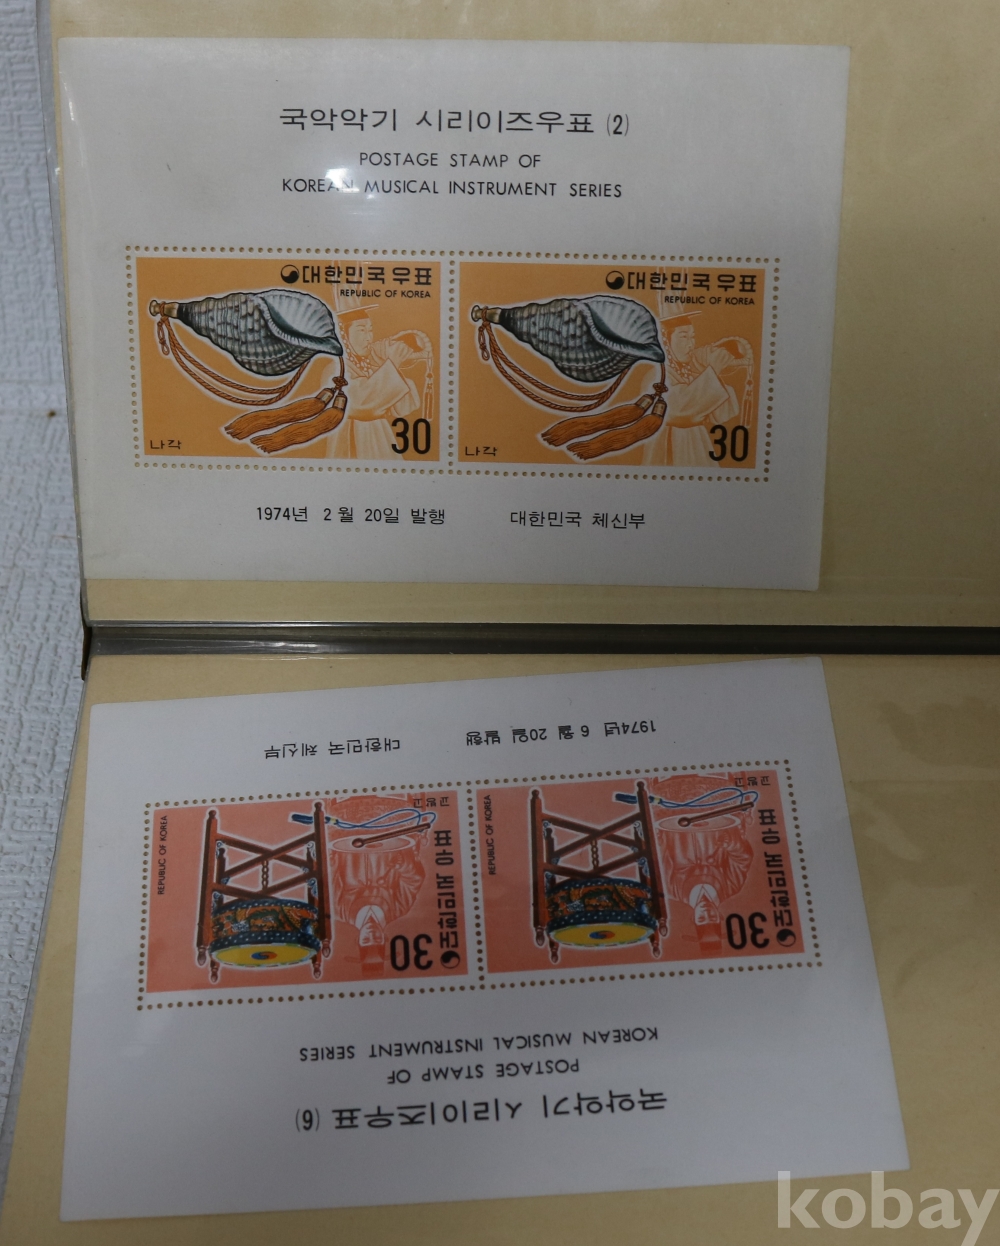 국악악기 시리이즈우표 (2)
POSTAGE STAMP OF
KOREAN MUSICAL INSTRUMENT SERIES
대한민국우표
REPUBLIC OF KOREA
나각
30
대한민국우표
REPUBLIC OF KOREA
나각
30
1974년 2월 20일 발행 대한민국 체신부
국악악기 시리이즈우표 (6)
POSTAGE STAMP OF
KOREAN MUSICAL INSTRUMENT SERIES
30
대한민국우표
교방고
REPUBLIC OF KOREA
30
대한민국우표
교방고
REPUBLIC OF KOREA
1974년 6월 20일 발행 대한민국 체신부
kobay